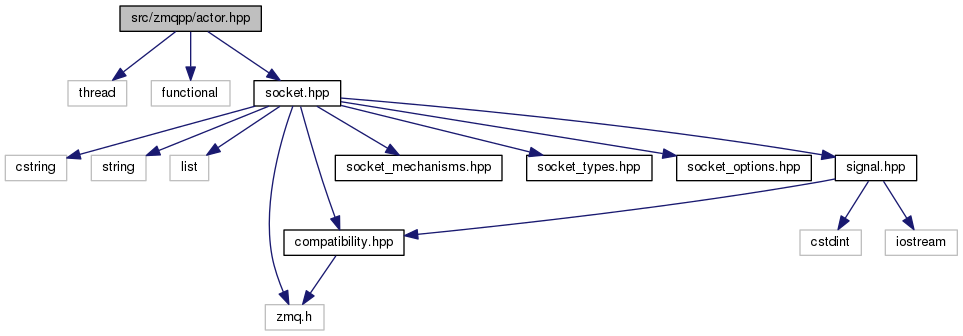 src/zmqpp/actor.hpp
thread
functional
socket.hpp
cstring
string
list
socket_mechanisms.hpp
socket_types.hpp
socket_options.hpp
signal.hpp
compatibility.hpp
cstdint
iostream
zmq.h